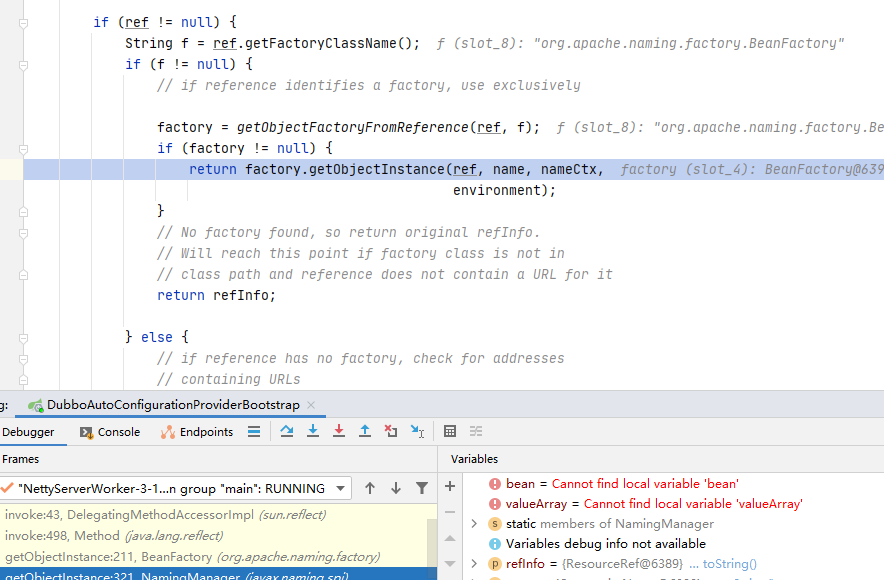 if (ref != null) {
String f = ref.getFactoryClassName(); f (slot_8): "org.apache.naming.factory.BeanFactory"
if (f != null) {
// if reference identifies a factory, use exclusively
factory = getObjectFactoryFromReference(ref, f); f (slot_8): "org.apache.naming.factory.Be
if (factory != null) {
return factory.getObjectInstance(ref, name, nameCtx, factory (slot_4): BeanFactory@639
environment);
}
// No factory found, so return original refInfo.
// Will reach this point if factory class is not in
// class path and reference does not contain a URL for it
return refInfo;
} else {
// if reference has no factory, check for addresses
// containing URLs
g: DubboAutoConfigurationProviderBootstrap
Debugger Console Endpoints
Frames Variables
"NettyServerWorker-3-1...n group "main": RUNNING
invoke:43, DelegatingMethodAccessorImpl (sun.reflect)
invoke:498, Method (java.lang.reflect)
getObjectInstance:211, BeanFactory (org.apache.naming.factory)
getObjectInstance:321, NamingManager (javax.naming.spi)
bean = Cannot find local variable 'bean'
valueArray = Cannot find local variable 'valueArray'
static members of NamingManager
Variables debug info not available
refInfo = {ResourceRef@6389} ... toString()